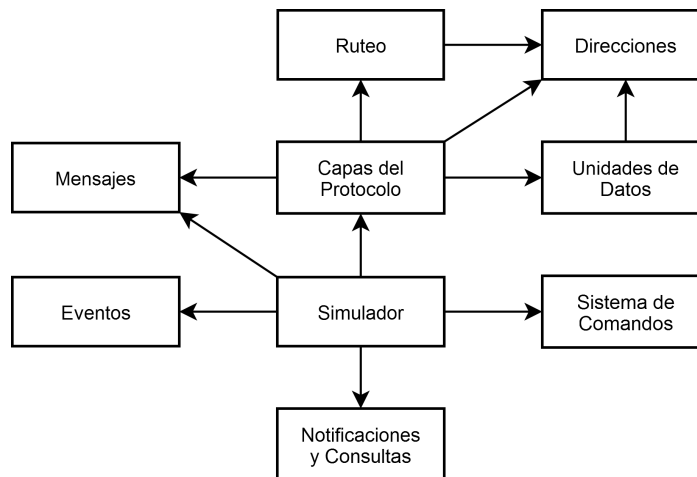 Ruteo
Direcciones
Mensajes
Capas del
Protocolo
Unidades de
Datos
Eventos
Simulador
Sistema de
Comandos
Notificaciones
y Consultas